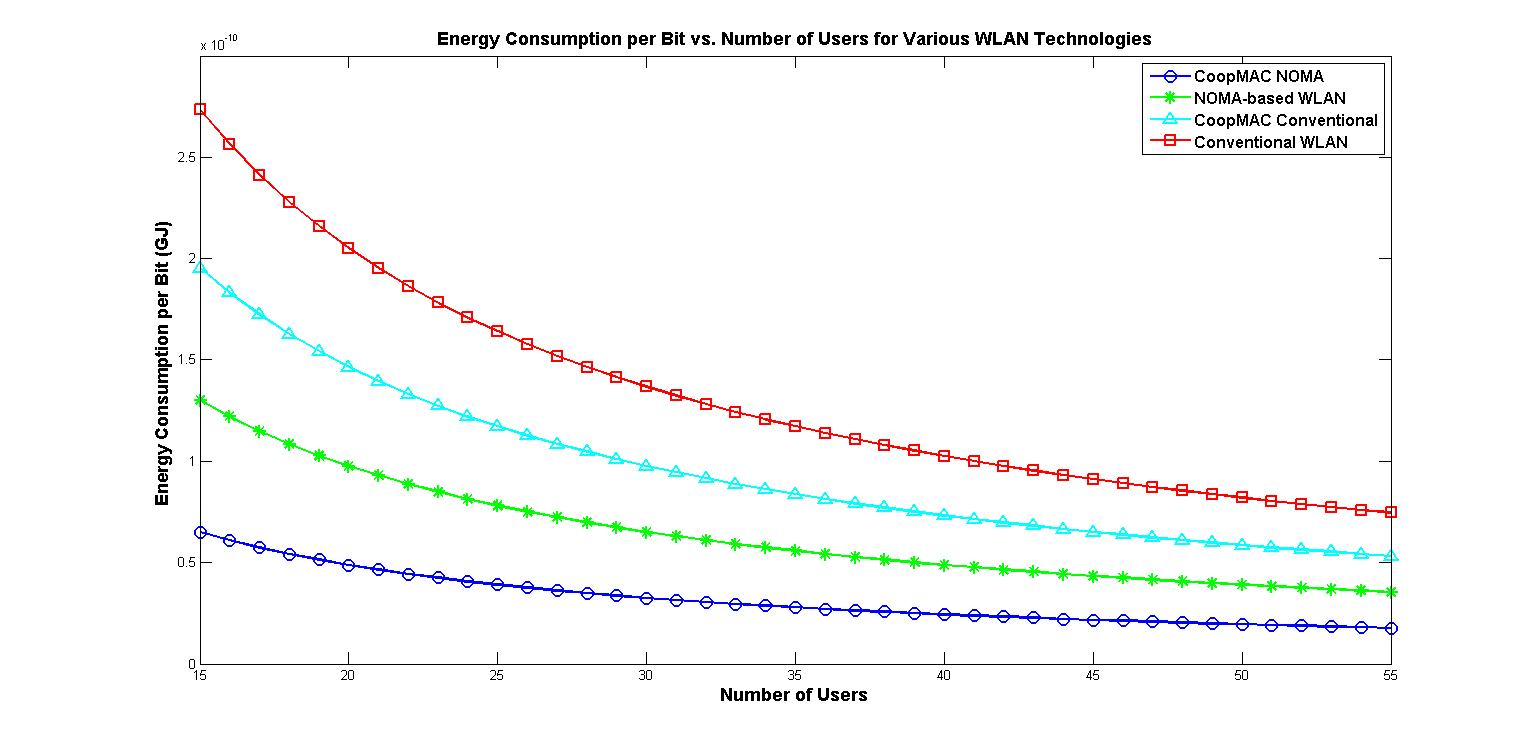 Energy Consumption per Bit vs. Number of Users for Various WLAN Technologies
x 10-10
CoopMAC NOMA
NOMA-based WLAN
CoopMAC Conventional
Conventional WLAN
2.5
2
1.5
1
0.5
0
Energy Consumption per Bit (GJ)
15 20 25 30 35 40 45 50 55
Number of Users